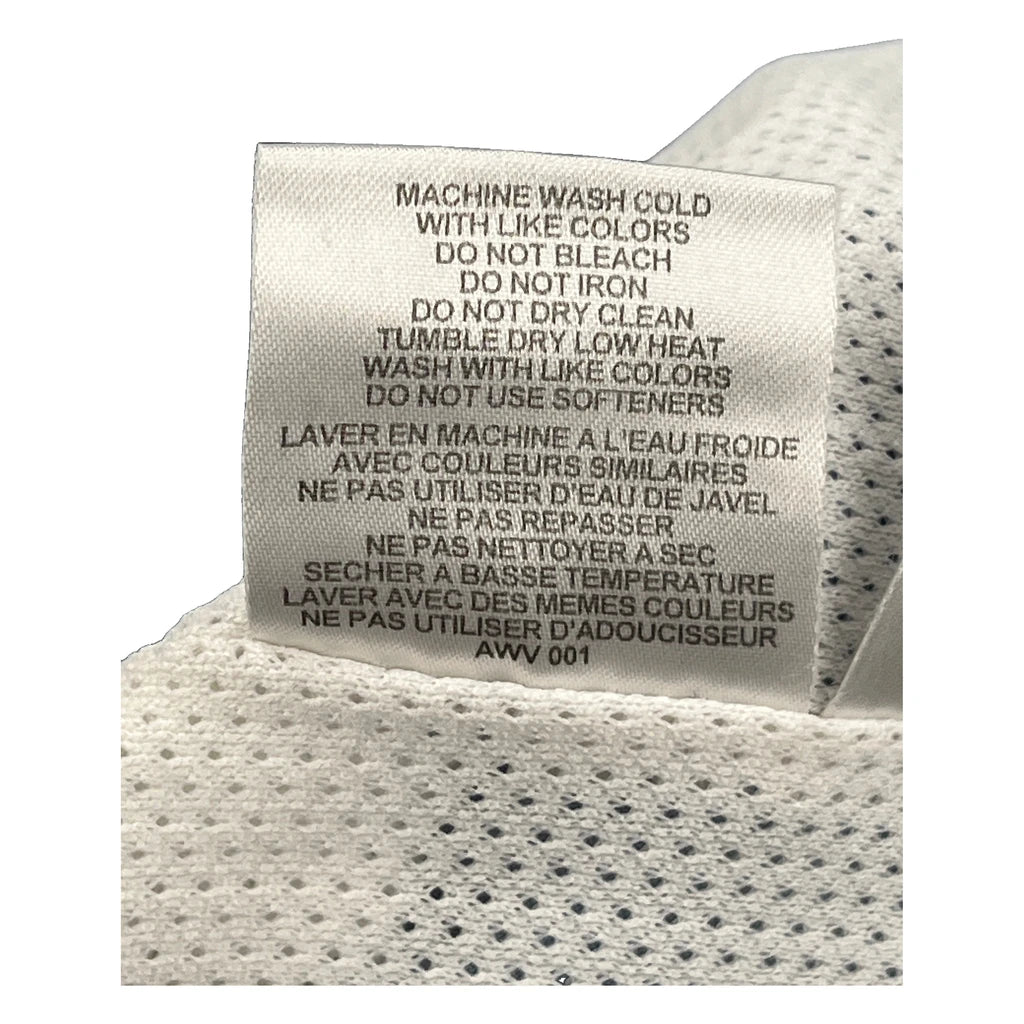 MACHINE WASH COLD
WITH LIKE COLORS
DO NOT BLEACH
DO NOT IRON
DO NOT DRY CLEAN
TUMBLE DRY LOW HEAT
WASH WITH LIKE COLORS
DO NOT USE SOFTENERS
LAVER EN MACHINE A L'EAU FROIDE
AVEC COULEURS SIMILAIRES
NE PAS UTILISER D'EAU DE JAVEL
NE PAS REPASSER
NE PAS NETTOYER A SEC
SECHER A BASSE TEMPERATURE
LAVER AVEC DES MEMES COULEURS
NE PAS UTILISER D'ADOUCISSEUR
AWV 001